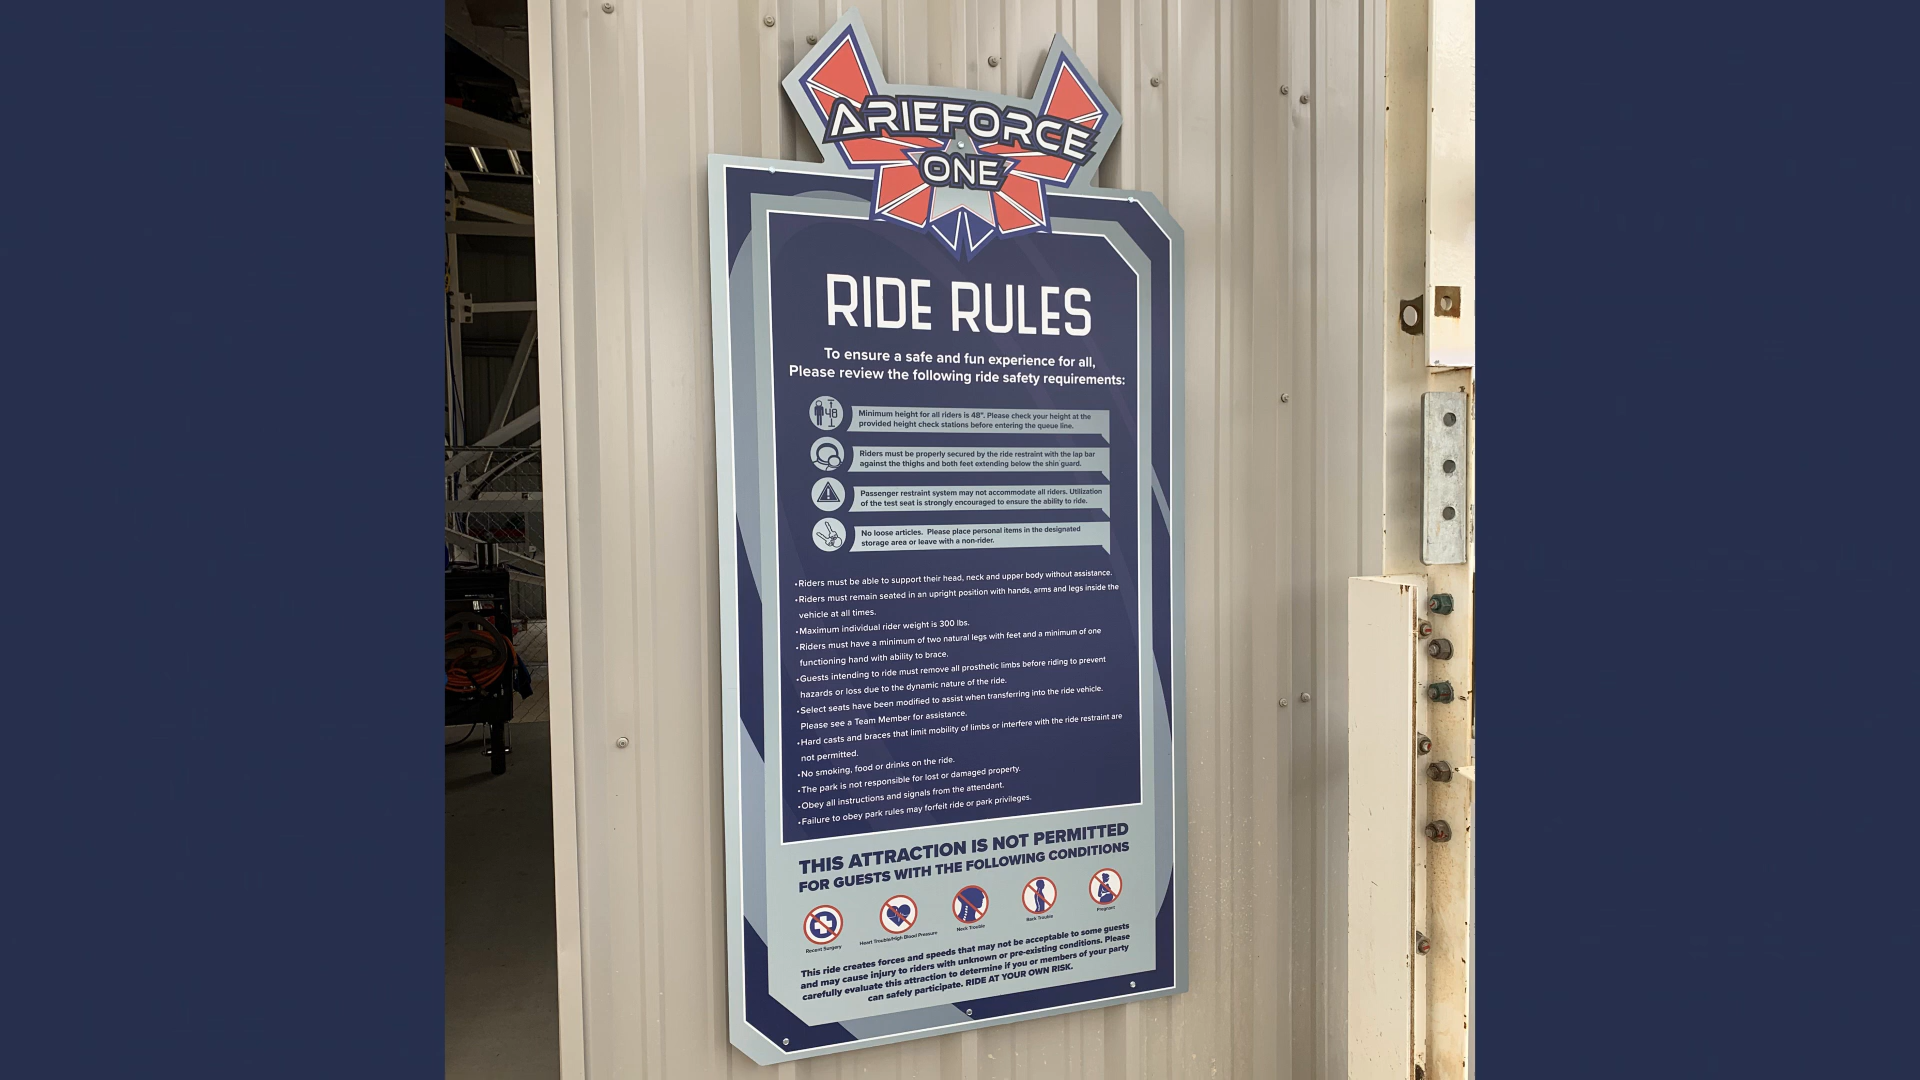 ARIEFORCE
ONE
RIDE RULES
To ensure a safe and fun experience for all,
Please review the following ride safety requirements:
48
Minimum height for all riders is 48". Please check your height at the
provided height check stations before entering the queue line.
Riders must be properly secured by the ride restraint with the lap bar
against the thighs and both feet extending below the shin guard.
Passenger restraint system may not accommodate all riders. Utilization
of the test seat is strongly encouraged to ensure the ability to ride.
No loose articles. Please place personal items in the designated
storage area or leave with a non-rider.
•Riders must be able to support their head, neck and upper body without assistance.
•Riders must remain seated in an upright position with hands, arms and legs inside the
vehicle at all times.
•Maximum individual rider weight is 300 lbs.
•Riders must have a minimum of two natural legs with feet and a minimum of one
functioning hand with ability to brace.
•Guests intending to ride must remove all prosthetic limbs before riding to prevent
hazards or loss due to the dynamic nature of the ride.
•Select seats have been modified to assist when transferring into the ride vehicle.
Please see a Team Member for assistance.
•Hard casts and braces that limit mobility of limbs or interfere with the ride restraint are
not permitted.
•No smoking, food or drinks on the ride.
•The park is not responsible for lost or damaged property.
•Obey all instructions and signals from the attendant.
•Failure to obey park rules may forfeit ride or park privileges.
THIS ATTRACTION IS NOT PERMITTED
FOR GUESTS WITH THE FOLLOWING CONDITIONS
Recent Surgery
Heart Trouble/High Blood Pressure
Neck Trouble
Back Trouble
Pregnant
This ride creates forces and speeds that may not be acceptable to some guests
and may cause injury to riders with unknown or pre-existing conditions. Please
carefully evaluate this attraction to determine if you or members of your party
can safely participate. RIDE AT YOUR OWN RISK.